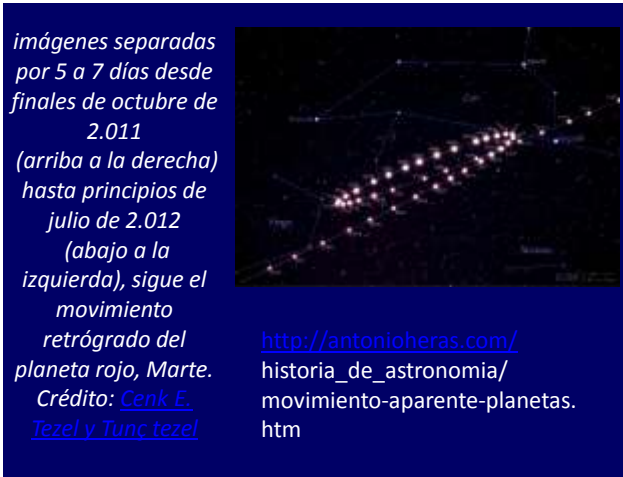 imágenes separadas
por 5 a 7 días desde
finales de octubre de
2.011
(arriba a la derecha)
hasta principios de
julio de 2.012
(abajo a la
izquierda), sigue el
movimiento
retrógrado del
planeta rojo, Marte.
Crédito: Cenk E.
Tezel y Tunç tezel
http://antonioheras.com/
historia_de_astronomia/
movimiento-aparente-planetas.
htm